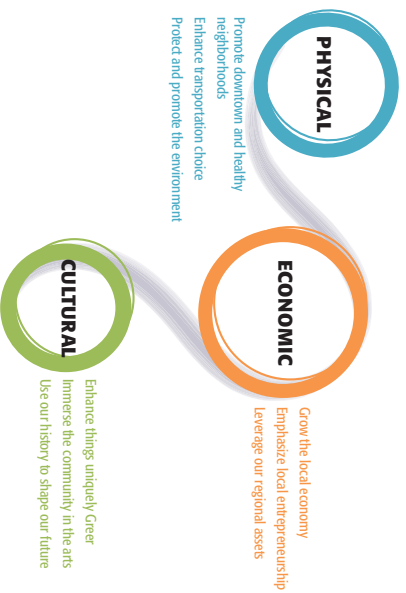 PHYSICAL
Promote downtown and healthy
neighborhoods
Enhance transportation choice
Protect and promote the environment
ECONOMIC
Grow the local economy
Emphasize local entrepreneurship
Leverage our regional assets
CULTURAL
Enhance things uniquely Greer
Immerse the community in the arts
Use our history to shape our future